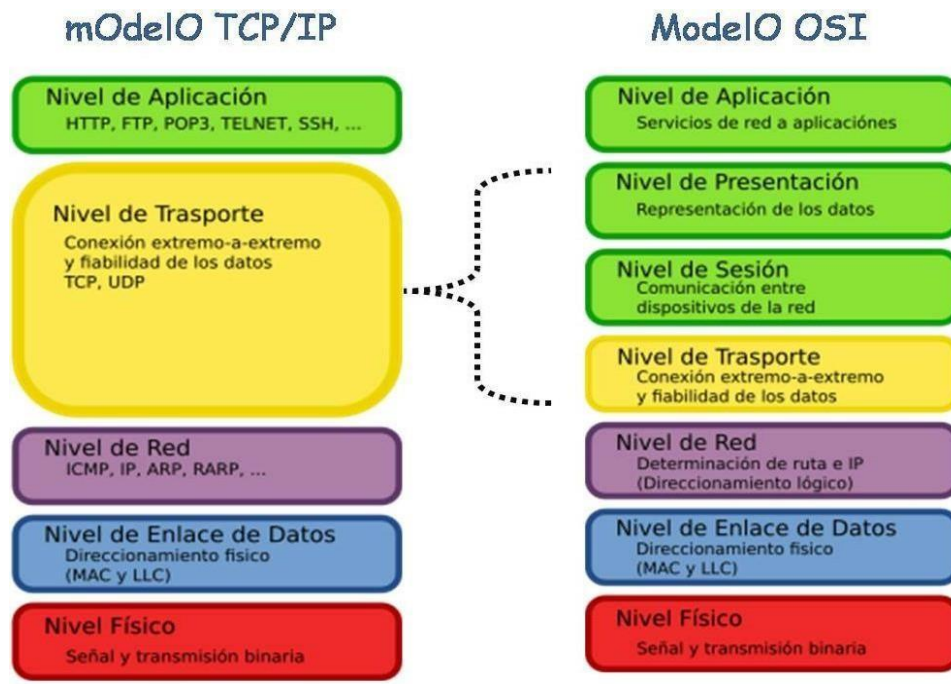 mOdelO TCP/IP
Nivel de Aplicación
HTTP, FTP, POP3, TELNET, SSH, ...
Nivel de Trasporte
Conexión extremo-a-extremo
y fiabilidad de los datos
TCP, UDP
Nivel de Red
ICMP, IP, ARP, RARP, ...
Nivel de Enlace de Datos
Direccionamiento fisico
(MAC y LLC)
Nivel Físico
Señal y transmisión binaria
ModelO OSI
Nivel de Aplicación
Servicios de red a aplicaciónes
Nivel de Presentación
Representación de los datos
Nivel de Sesión
Comunicación entre
dispositivos de la red
Nivel de Trasporte
Conexión extremo-a-extremo
y fiabilidad de los datos
Nivel de Red
Determinación de ruta e IP
(Direccionamiento lógico)
Nivel de Enlace de Datos
Direccionamiento fisico
(MAC y LLC)
Nivel Físico
Señal y transmisión binaria